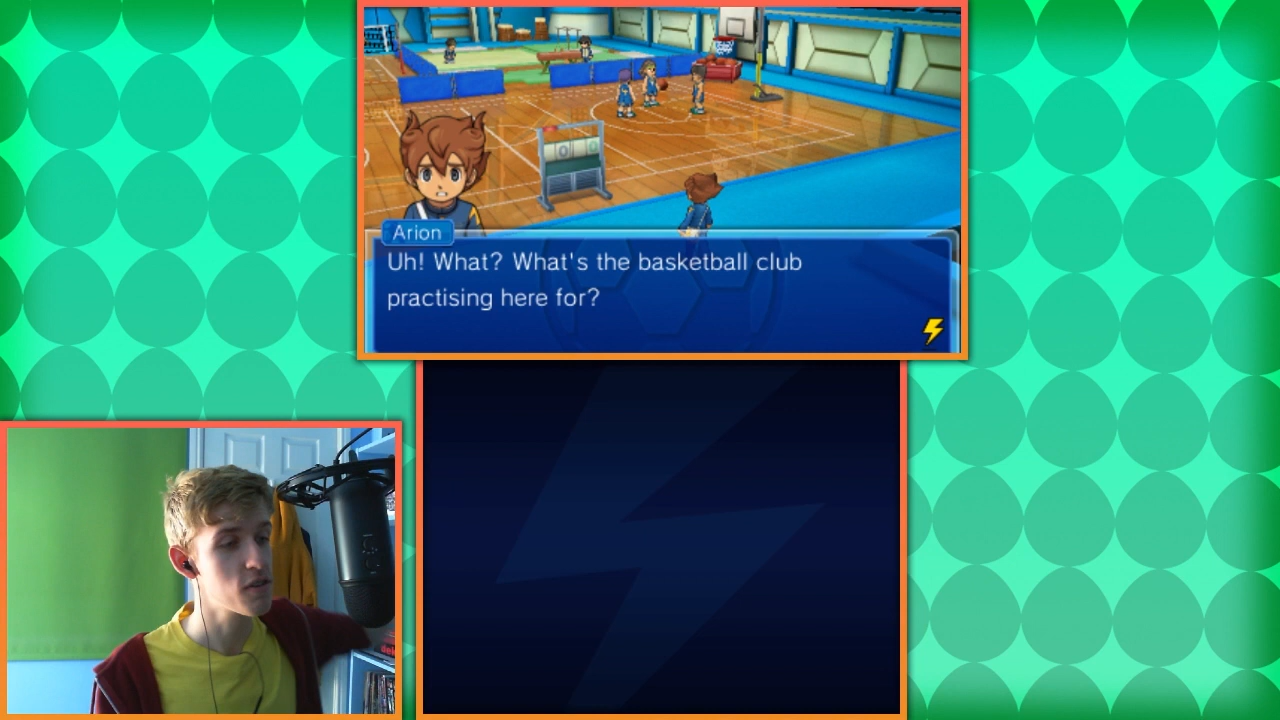 Arion
Uh! What? What's the basketball club
practising here for?